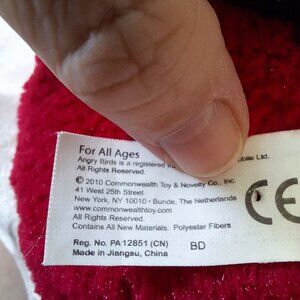 For All Ages
Angry Birds is a registered obile Ltd.
All Rights Reserved.
© 2010 Commonwealth Toy & Novelty Co., Inc.
41 West 25th Street
New York, NY 10010 • Bunde, The Netherlands
www.commonwealthtoy.com
All Rights Reserved.
Contains All New Materials: Polyester Fibers
Reg. No. PA 12851 (CN) BD
Made in Jiangsu, China
CE